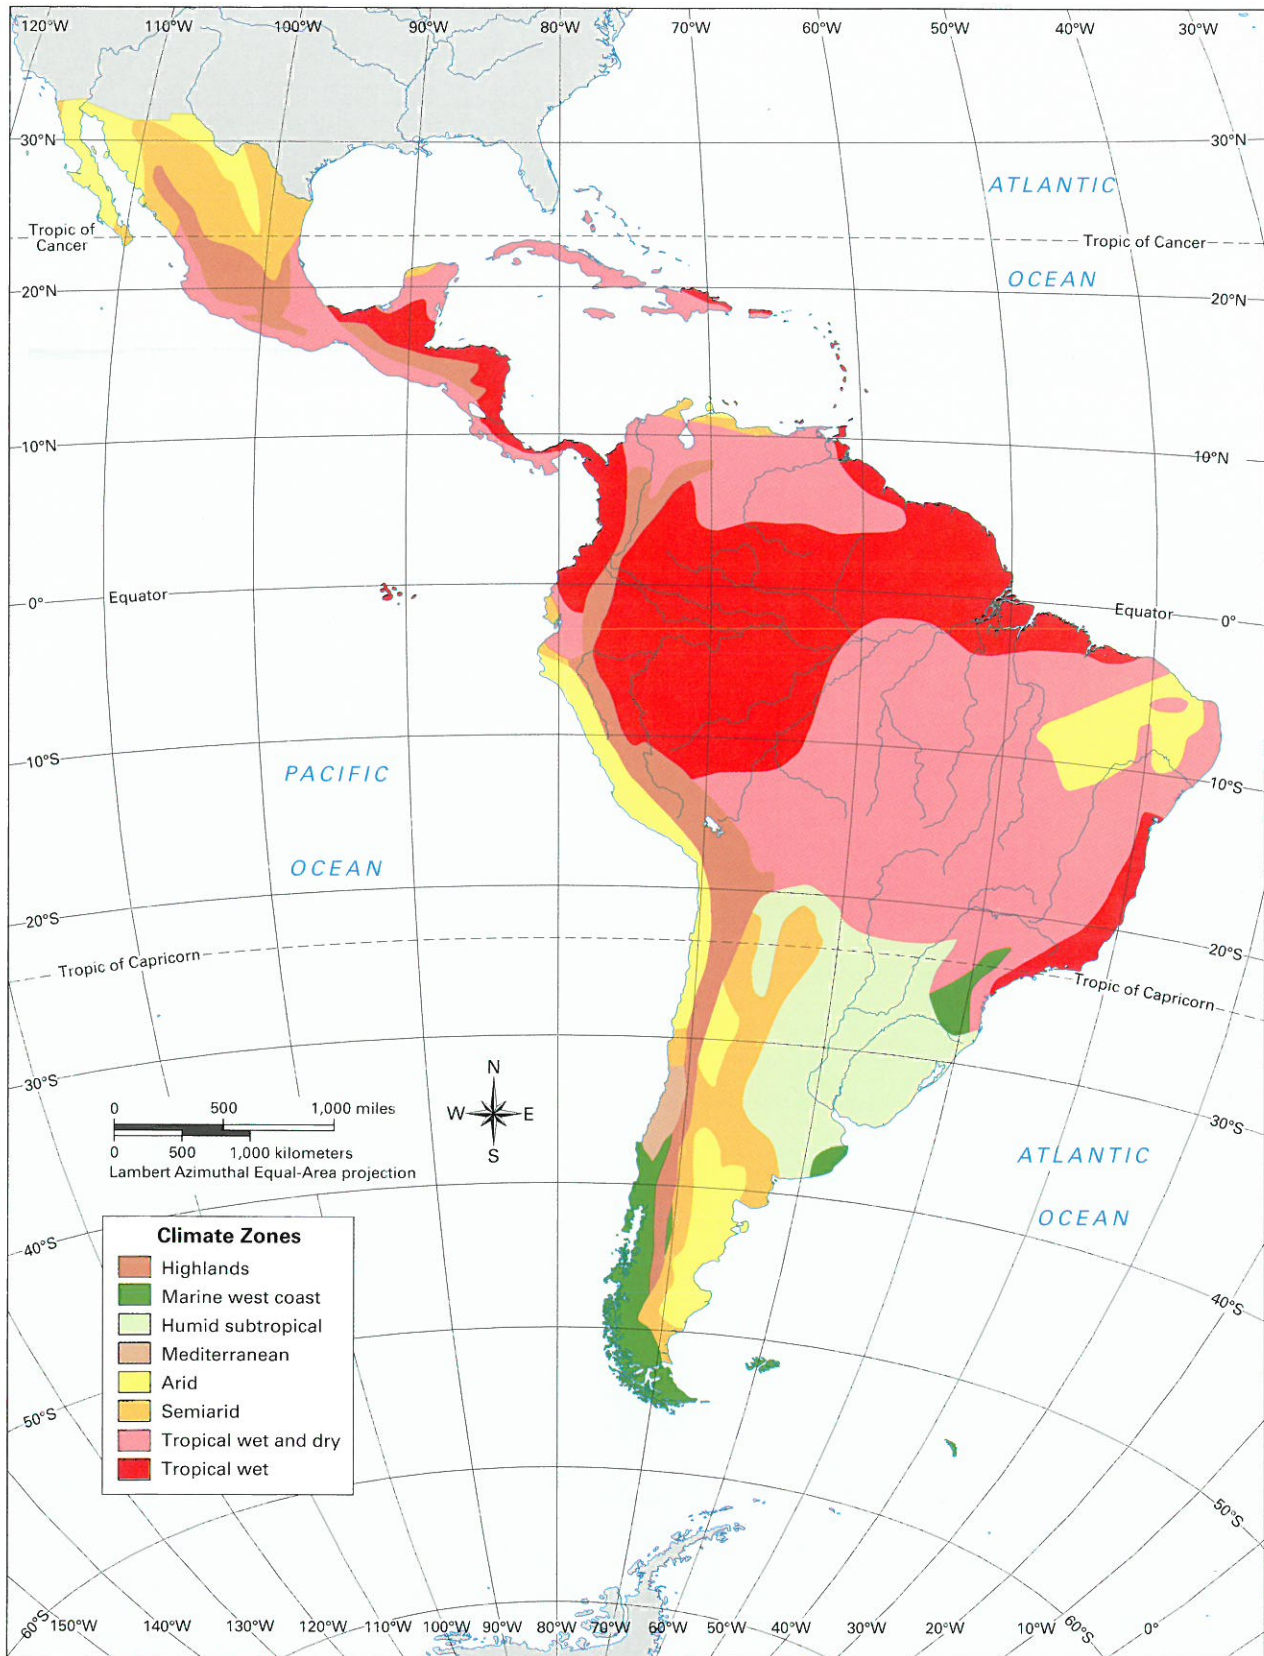 120°W 110°W 100°W 90°W 80°W 70°W 60°W 50°W 40°W 30°W
30°N 30°N
ATLANTIC
Tropic of
Cancer
Tropic of Cancer
OCEAN
20°N 20°N
10°N 10°N
Equator
0°
Equator
0°
PACIFIC
10°S 10°S
OCEAN
20°S 20°S
Tropic of Capricorn
Tropic of Capricorn
N
W E
S
30°S 30°S
0 500 1,000 miles
0 500 1,000 kilometers
Lambert Azimuthal Equal-Area projection
ATLANTIC
OCEAN
Climate Zones
Highlands
Marine west coast
Humid subtropical
Mediterranean
Arid
Semiarid
Tropical wet and dry
Tropical wet
40°S 40°S
50°S 50°S
60°S 150°W 140°W 130°W 120°W 110°W 100°W 90°W 80°W 70°W 60°W 50°W 40°W 30°W 20°W 10°W 60°S 0°